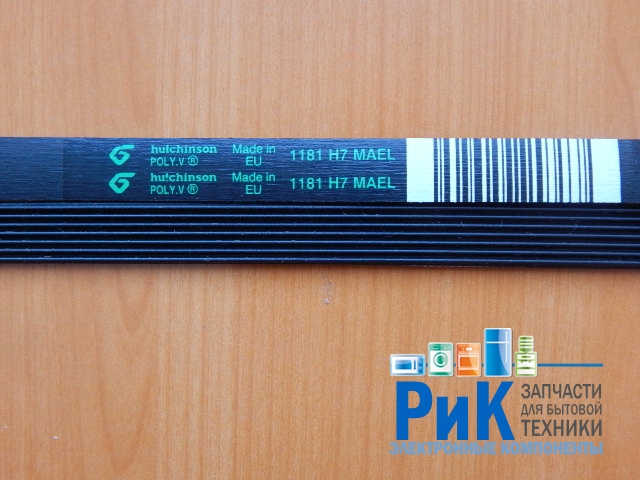 hutchinson
POLY.V ®
Made in
EU
1181 H7 MAEL
hutchinson
POLY.V ®
Made in
EU
1181 H7 MAEL
РиК
ЗАПЧАСТИ
ДЛЯ БЫТОВОЙ
ТЕХНИКИ
ЭЛЕКТРОННЫЕ КОМПОНЕНТЫ